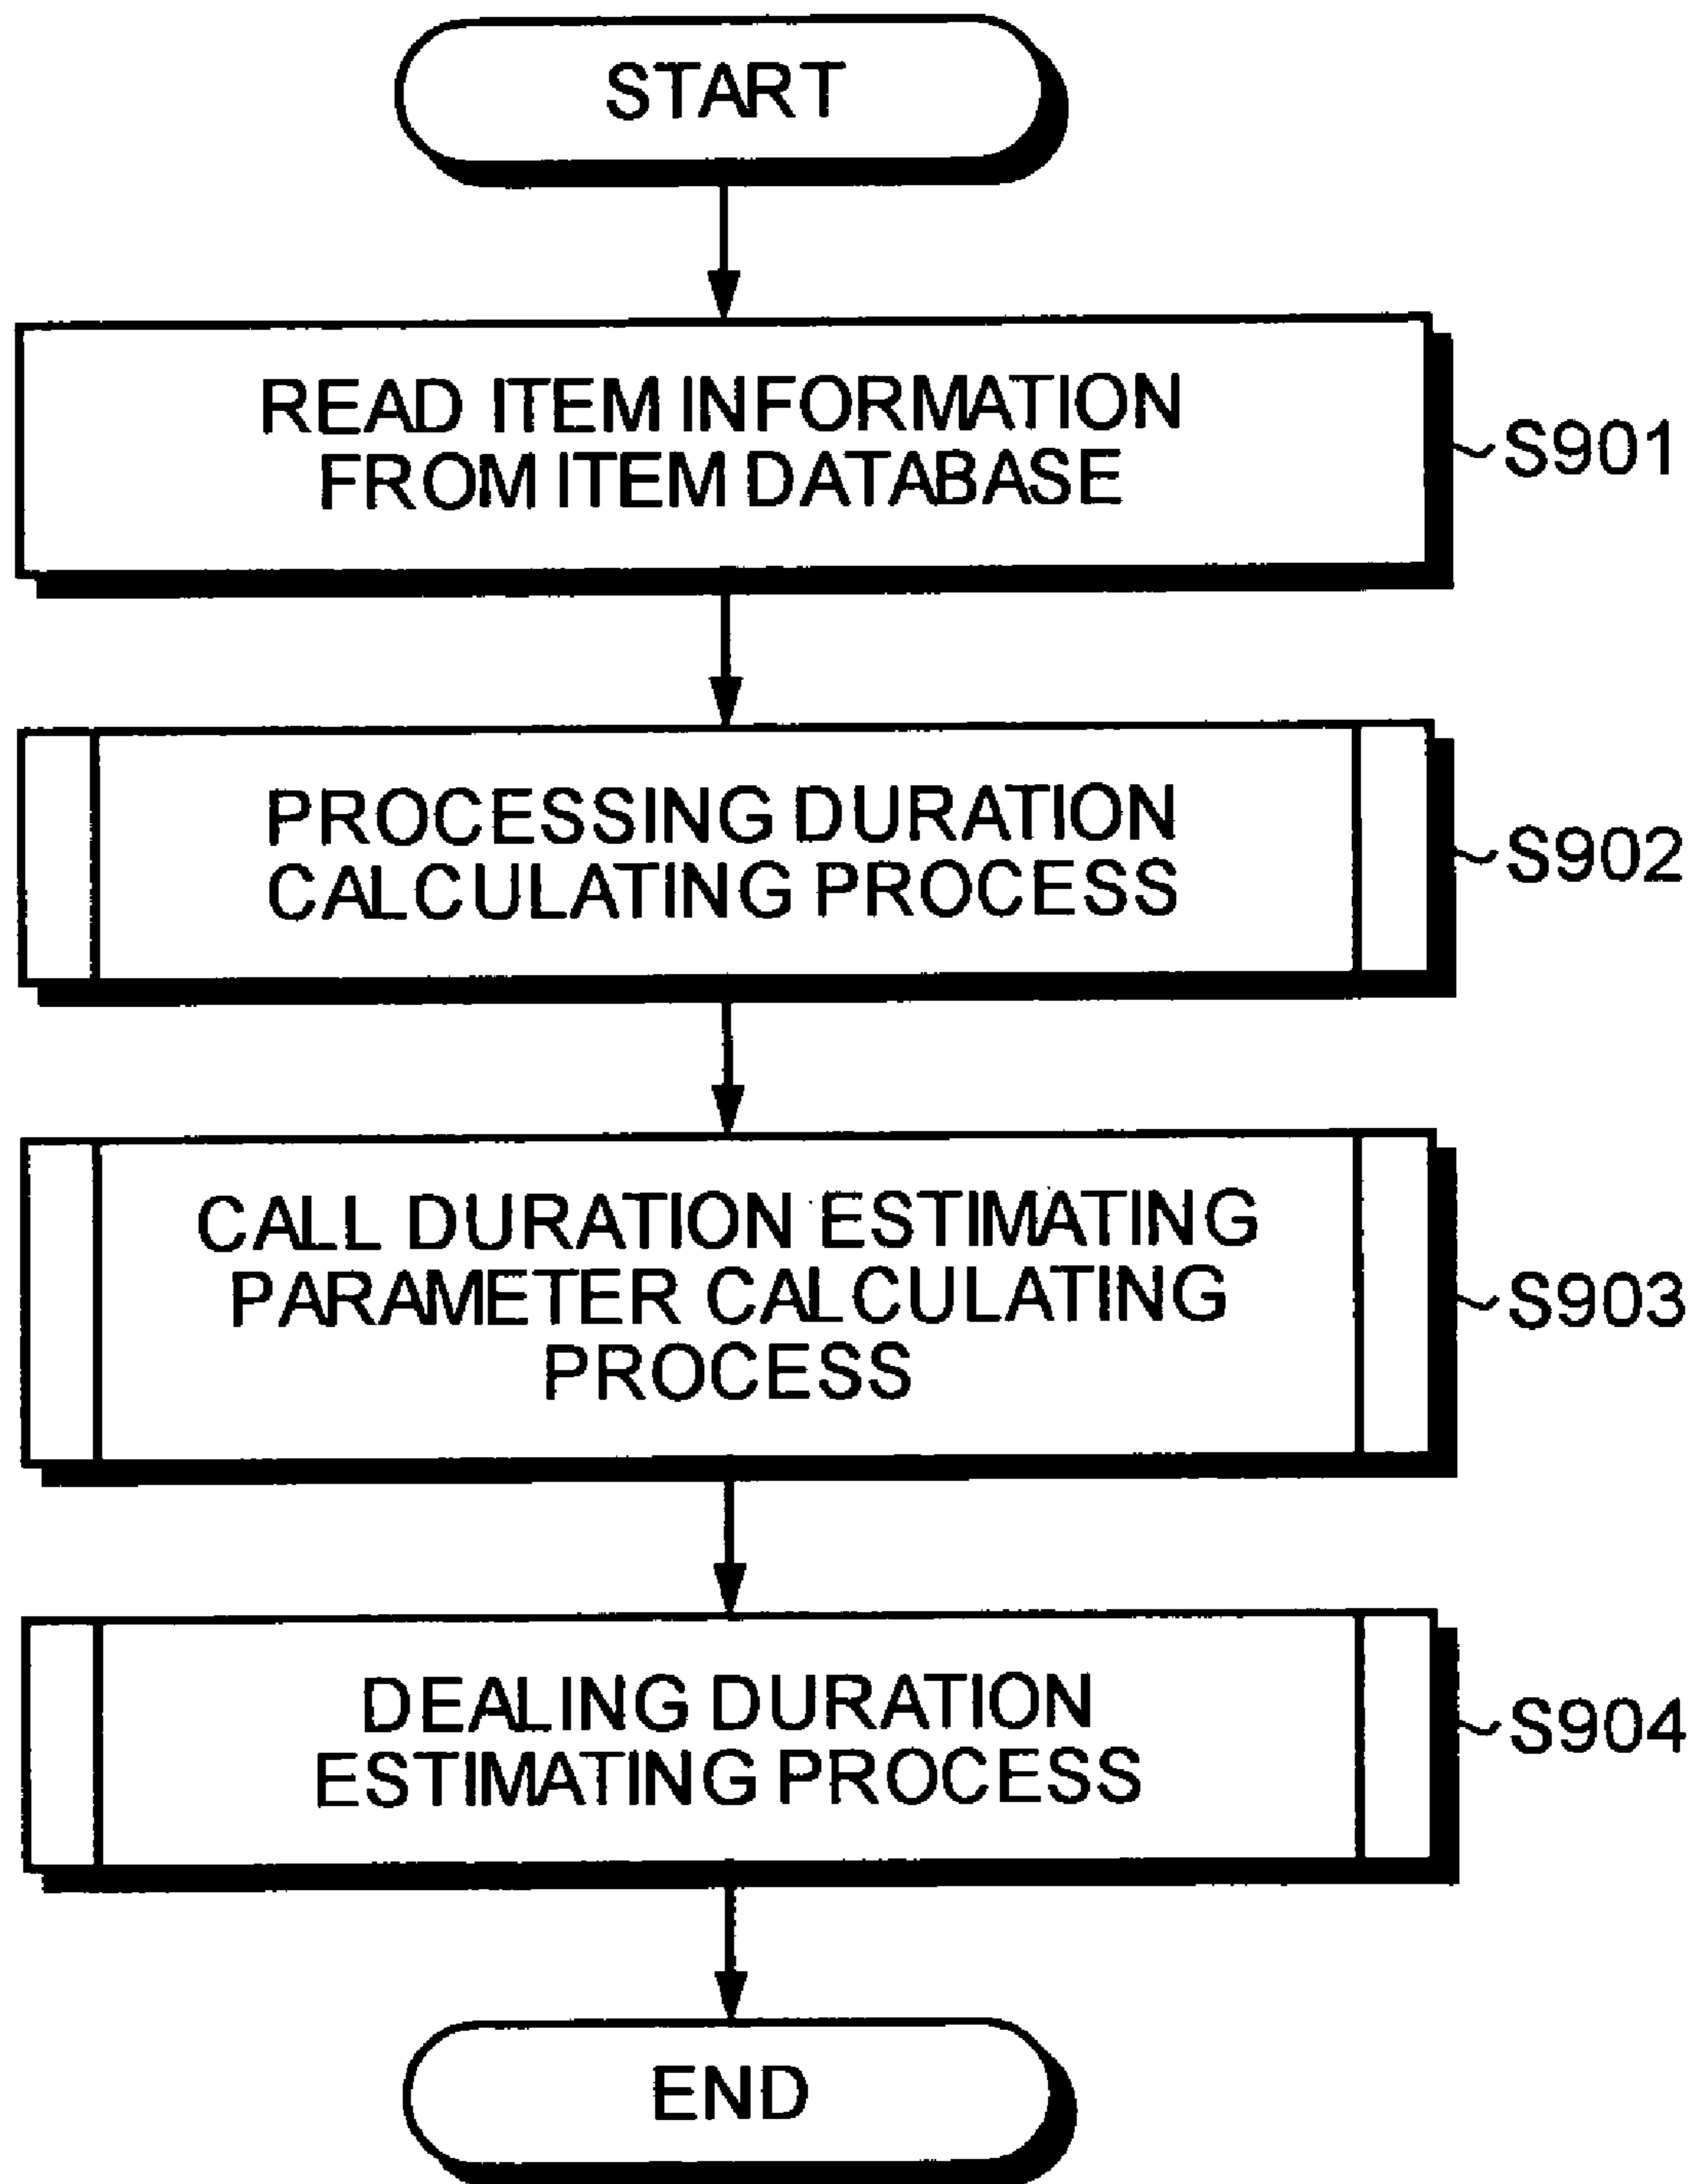 START
READ ITEM INFORMATION
FROM ITEM DATABASE
S901
PROCESSING DURATION
CALCULATING PROCESS
S902
CALL DURATION ESTIMATING
PARAMETER CALCULATING
PROCESS
S903
DEALING DURATION
ESTIMATING PROCESS
S904
END